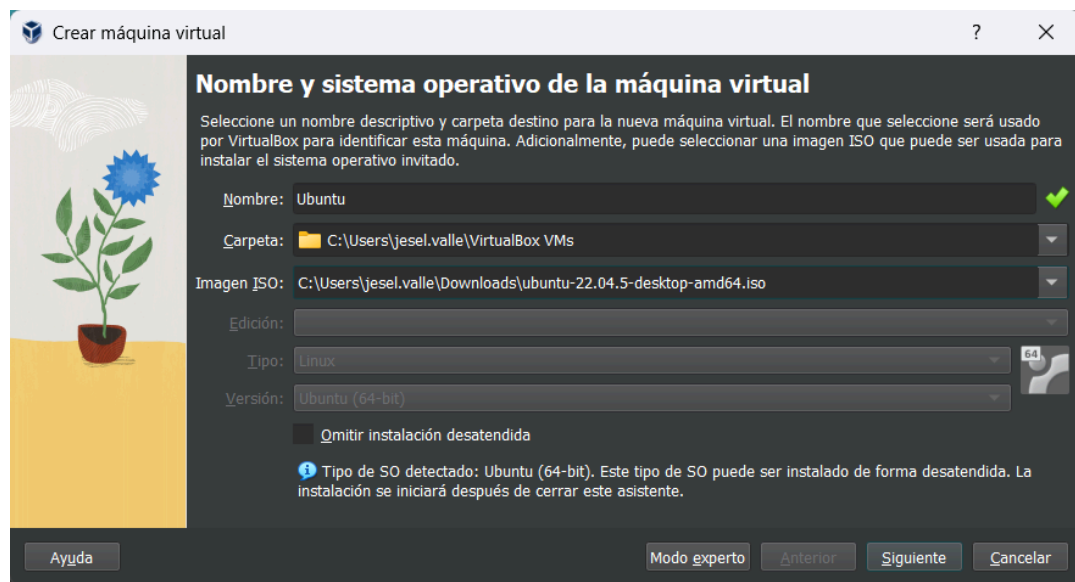 Crear máquina virtual
?
Nombre y sistema operativo de la máquina virtual
Seleccione un nombre descriptivo y carpeta destino para la nueva máquina virtual. El nombre que seleccione será usado
por VirtualBox para identificar esta máquina. Adicionalmente, puede seleccionar una imagen ISO que puede ser usada para
instalar el sistema operativo invitado.
Nombre: Ubuntu
Carpeta: C:\Users\jesel.valle\VirtualBox VMs
Imagen ISO: C:\Users\jesel.valle\Downloads\ubuntu-22.04.5-desktop-amd64.iso
Edición:
Tipo: Linux 64
Versión: Ubuntu (64-bit)
Omitir instalación desatendida
Tipo de SO detectado: Ubuntu (64-bit). Este tipo de SO puede ser instalado de forma desatendida. La
instalación se iniciará después de cerrar este asistente.
Ayuda Modo experto Anterior Siguiente Cancelar